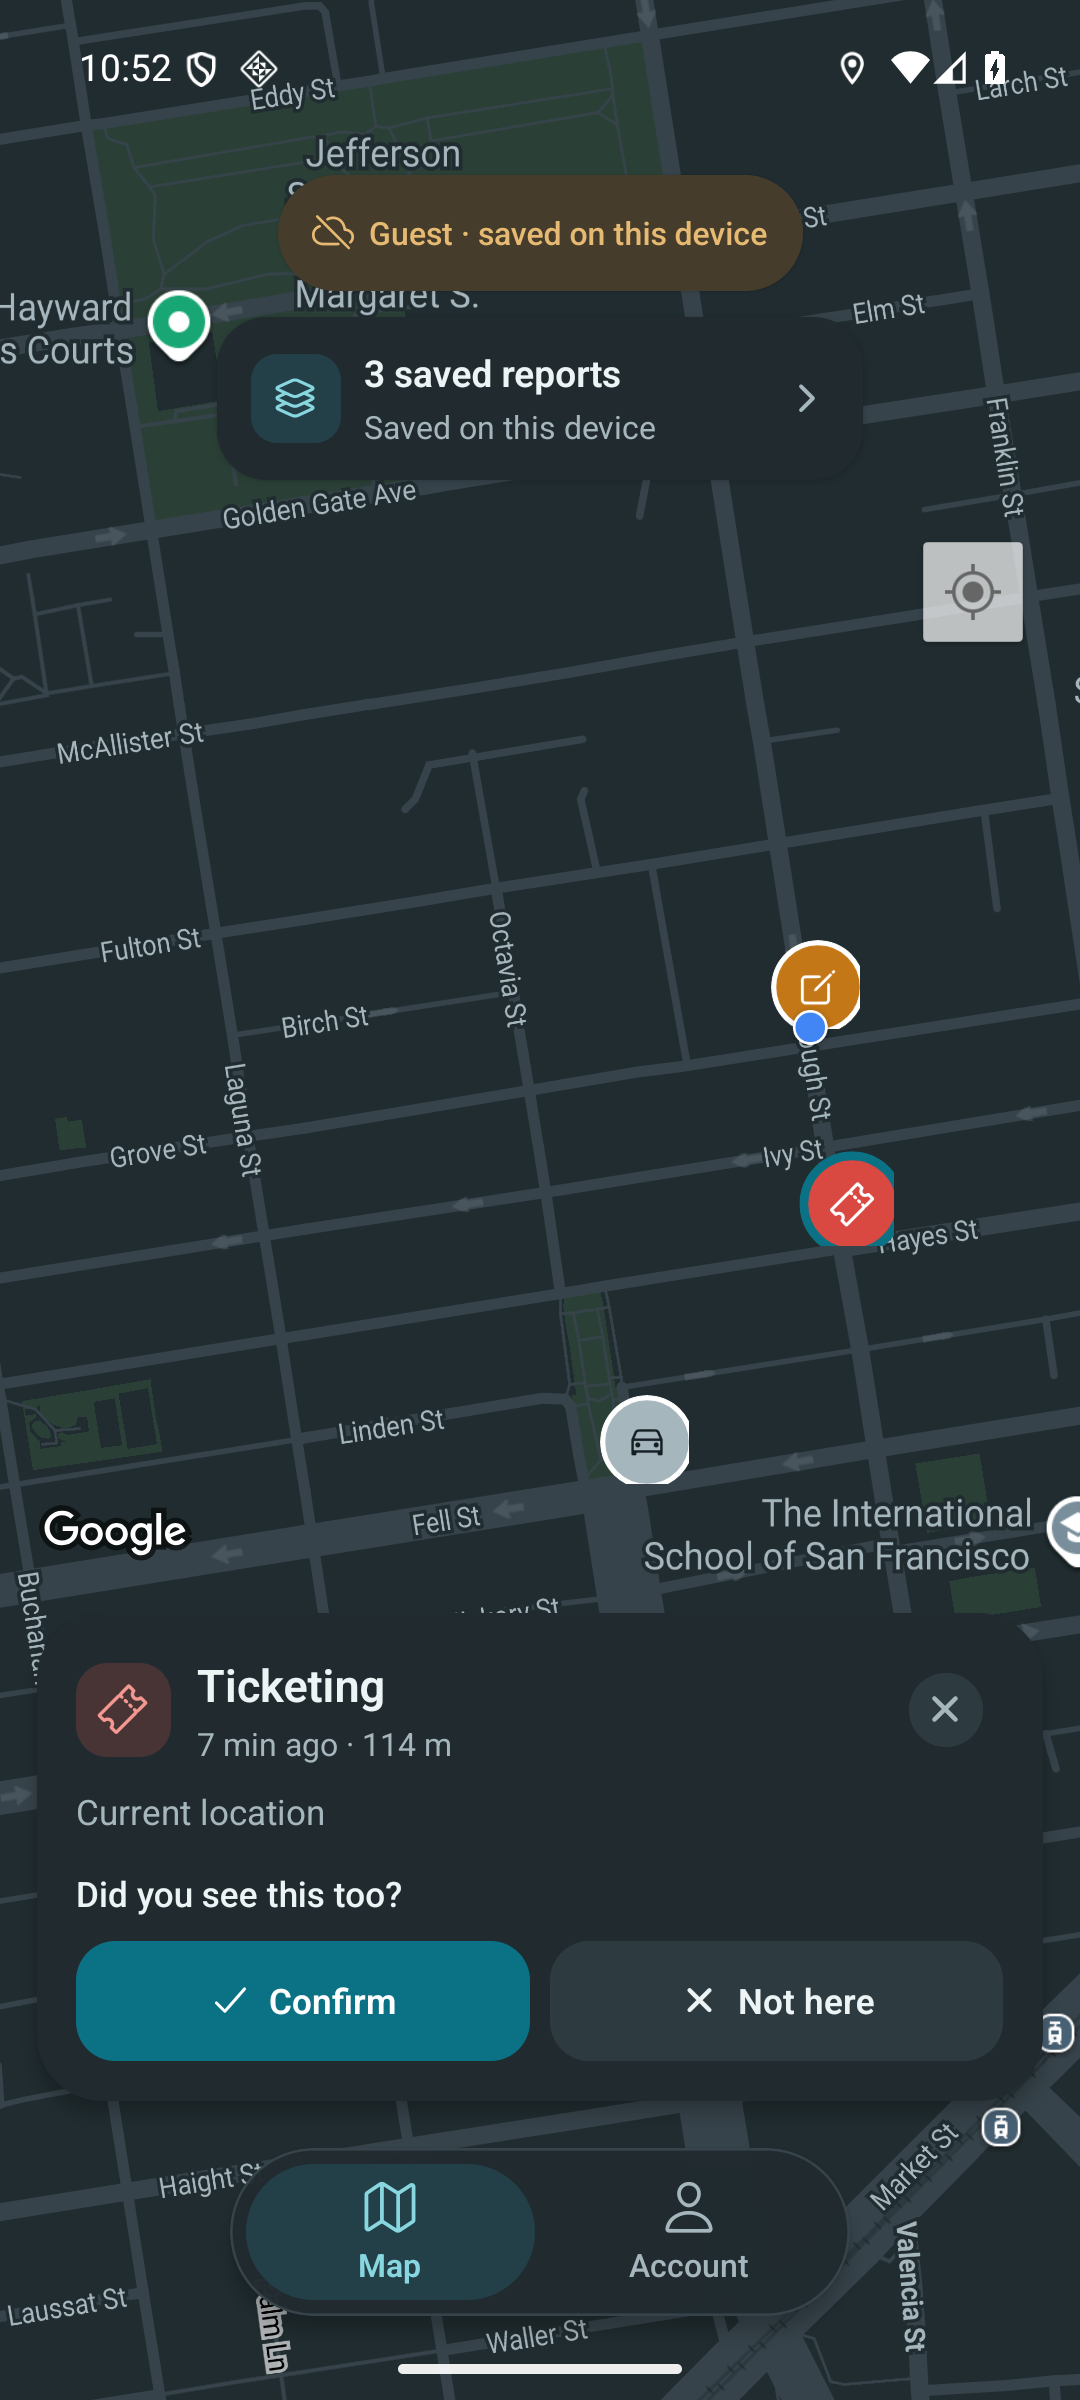 10:52
Eddy St
Larch St
Jefferson
St
Guest · saved on this device
Margaret S.
Hayward
s Courts
Elm St
3 saved reports
Saved on this device
Franklin St
Golden Gate Ave
McAllister St
Fulton St
Octavia St
Birch St
ugh St
Laguna St
Grove St
Ivy St
Hayes St
Linden St
Google
Fell St
The International
School of San Francisco
Ticketing
7 min ago · 114 m
Current location
Did you see this too?
Confirm
Not here
Haight St
Market St
Map
Account
Valencia St
Laussat St
alm Ln
Waller St